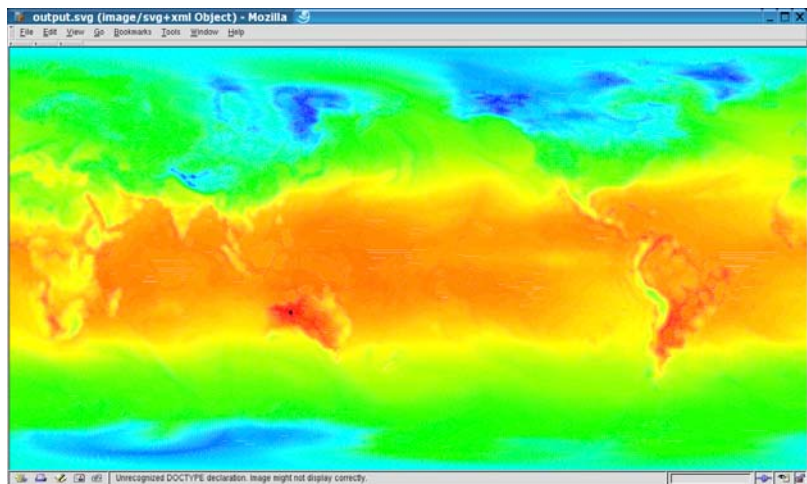 output.svg (image/svg+xml Object) - Mozilla
File Edit View Go Bookmarks Tools Window Help
Unrecognized DOCTYPE declaration. Image might not display correctly.